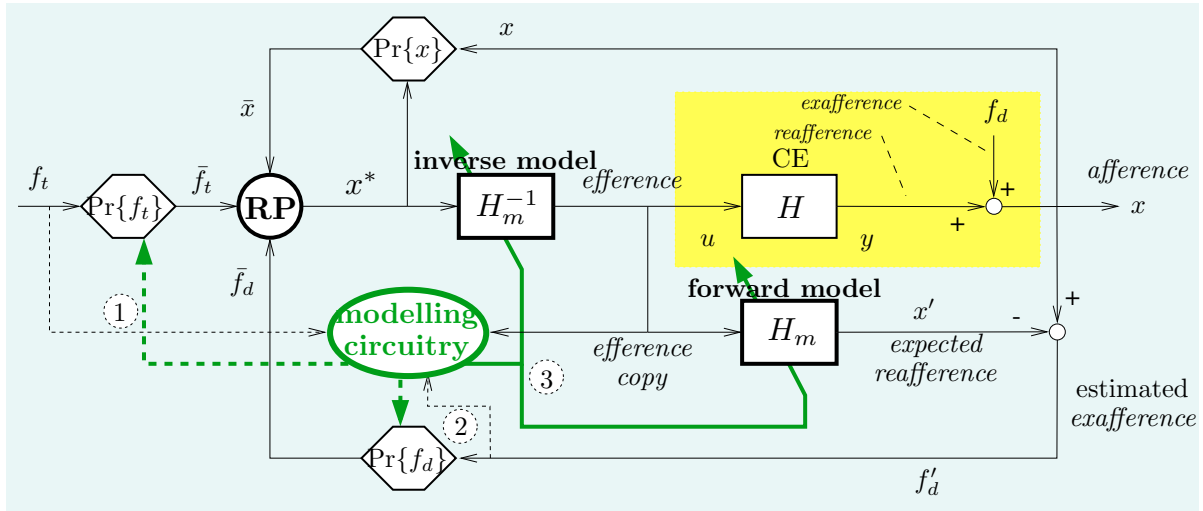 x
Pr{x}
x̄
exafference
f_d
reafference
CE
inverse model
f_t
f̄_t
x*
efference
afference
Pr{f_t}
RP
H_m^{-1}
H
+
+
x
u
y
f̄_d
forward model
1
modelling
circuitry
x′
-
+
H_m
efference
copy
expected
reafference
3
estimated
exafference
2
Pr{f_d}
f′_d